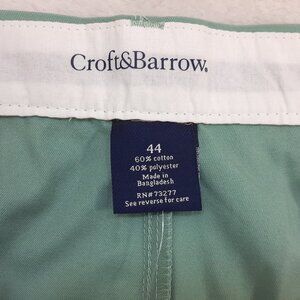 Croft&Barrow®
44
60% cotton
40% polyester
Made in
Bangladesh
RN#73277
See reverse for care